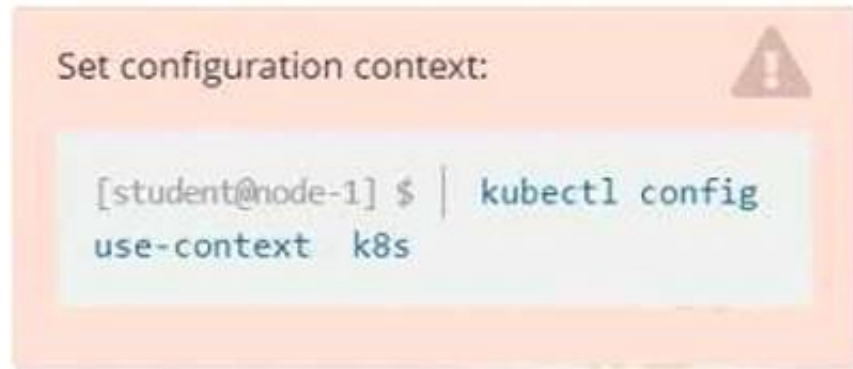 Set configuration context:
[student@node-1] $ | kubectl config
use-context k8s